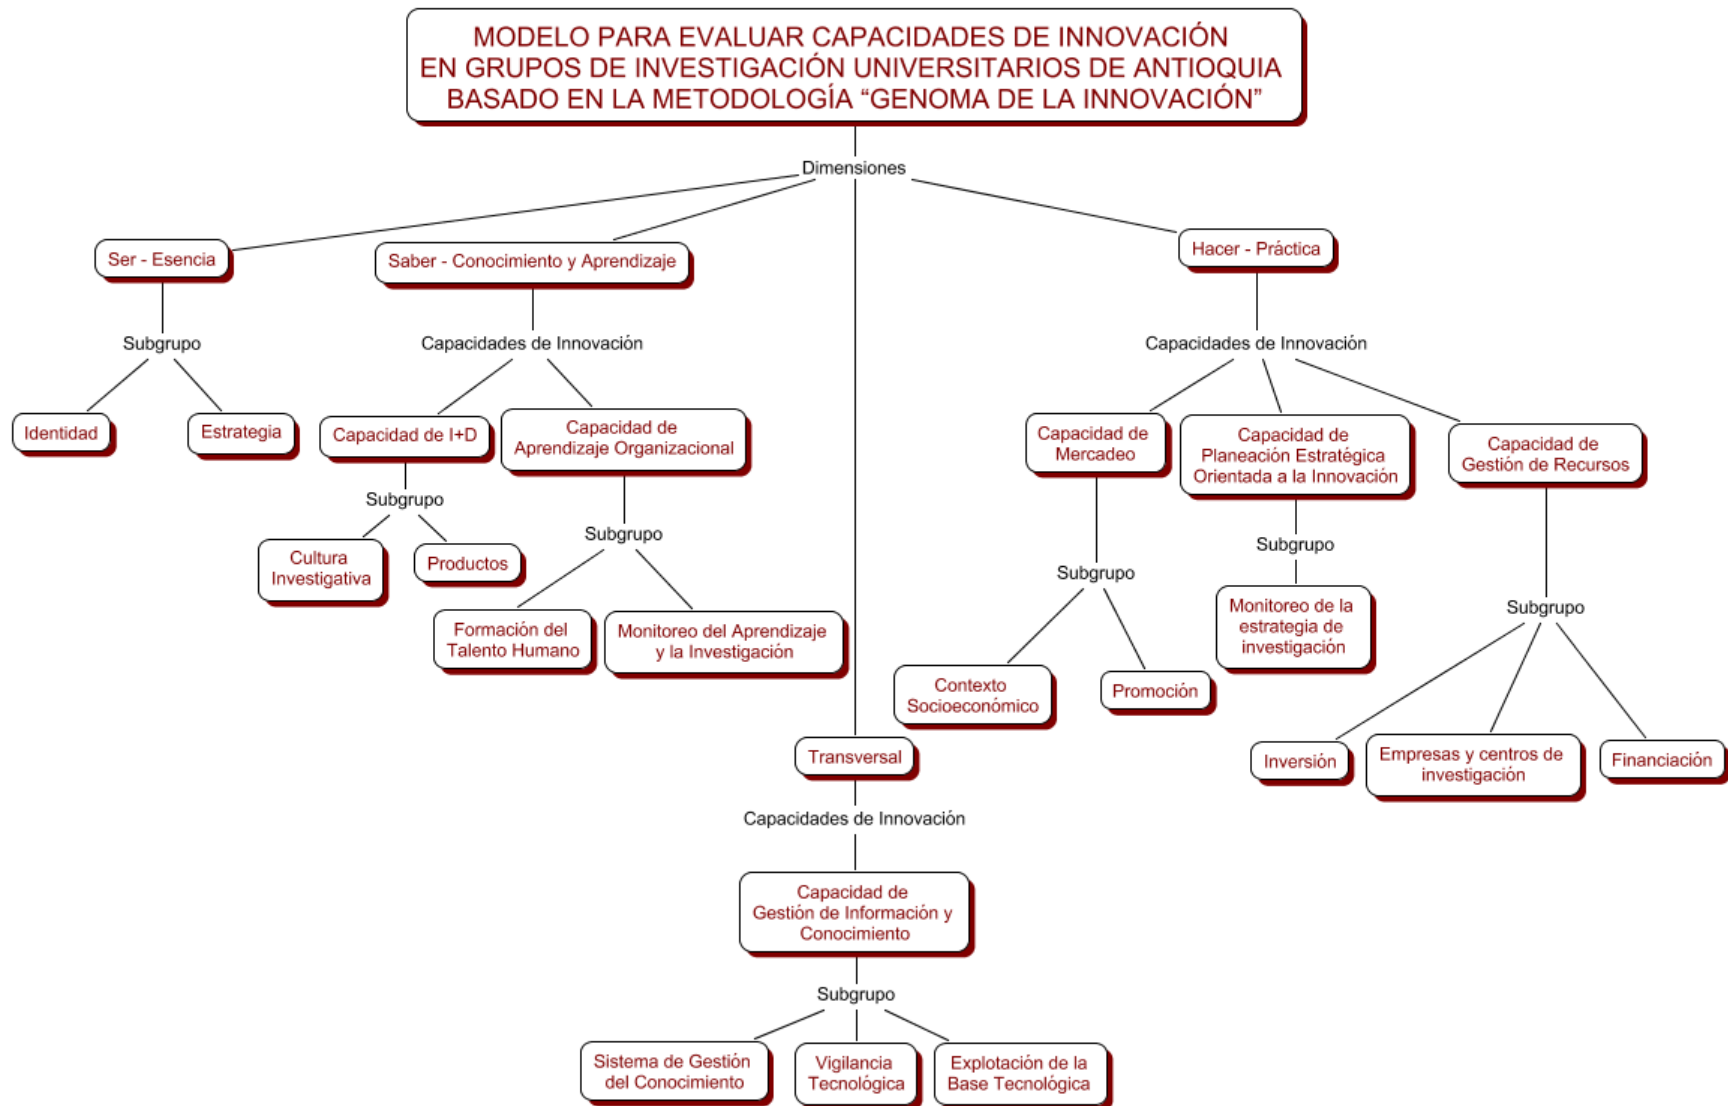 MODELO PARA EVALUAR CAPACIDADES DE INNOVACIÓN
EN GRUPOS DE INVESTIGACIÓN UNIVERSITARIOS DE ANTIOQUIA
BASADO EN LA METODOLOGÍA “GENOMA DE LA INNOVACIÓN”
Dimensiones
Ser - Esencia
Subgrupo
Identidad
Estrategia
Saber - Conocimiento y Aprendizaje
Capacidades de Innovación
Capacidad de I+D
Subgrupo
Cultura
Investigativa
Productos
Capacidad de
Aprendizaje Organizacional
Subgrupo
Formación del
Talento Humano
Monitoreo del Aprendizaje
y la Investigación
Transversal
Capacidades de Innovación
Capacidad de
Gestión de Información y
Conocimiento
Subgrupo
Sistema de Gestión
del Conocimiento
Vigilancia
Tecnológica
Explotación de la
Base Tecnológica
Hacer - Práctica
Capacidades de Innovación
Capacidad de
Mercadeo
Subgrupo
Contexto
Socioeconómico
Promoción
Capacidad de
Planeación Estratégica
Orientada a la Innovación
Subgrupo
Monitoreo de la
estrategia de
investigación
Capacidad de
Gestión de Recursos
Subgrupo
Inversión
Empresas y centros de
investigación
Financiación